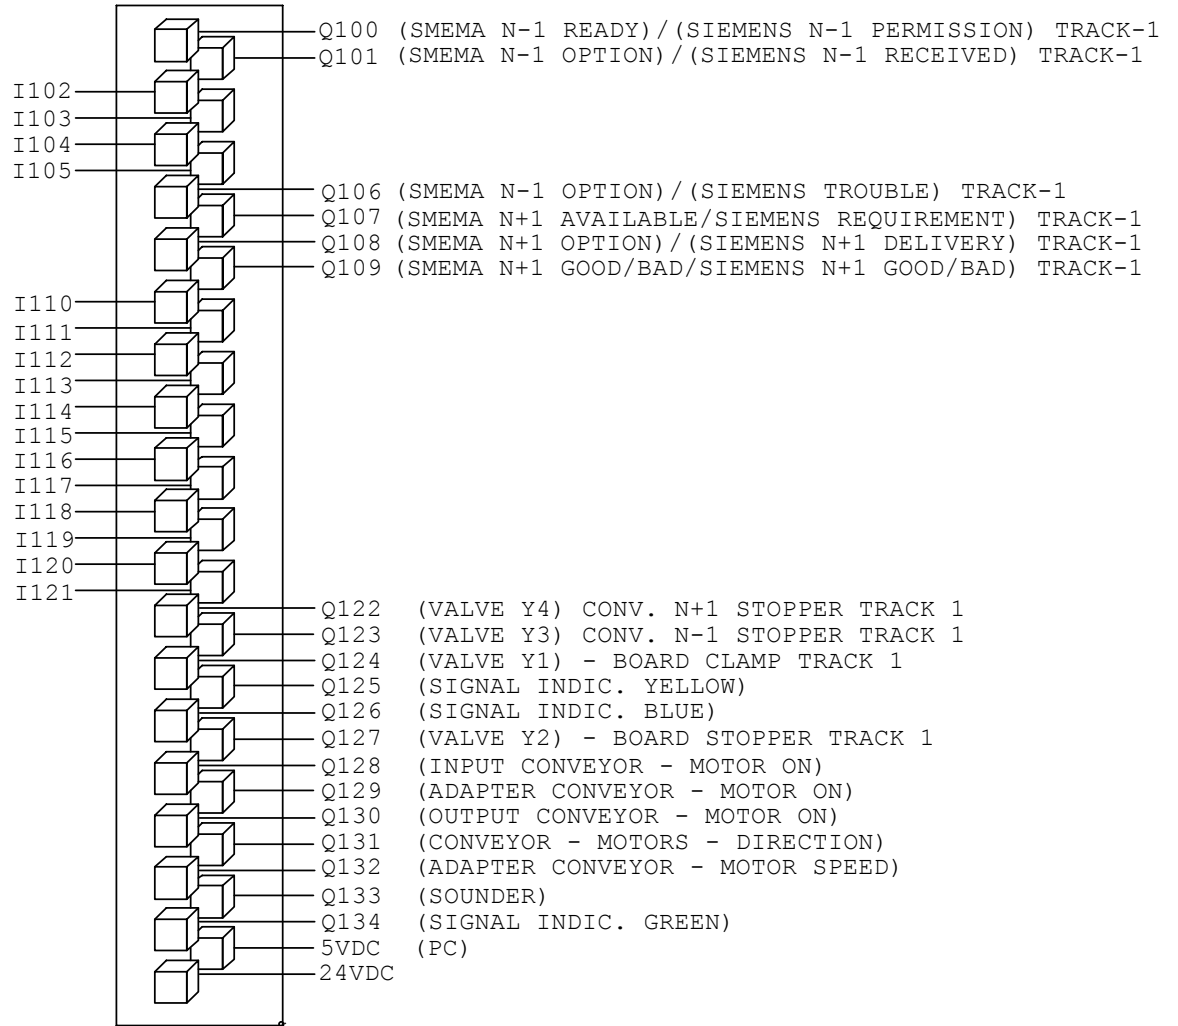 Q100 (SMEMA N-1 READY)/(SIEMENS N-1 PERMISSION) TRACK-1
Q101 (SMEMA N-1 OPTION)/(SIEMENS N-1 RECEIVED) TRACK-1
I102
I103
I104
I105
Q106 (SMEMA N-1 OPTION)/(SIEMENS TROUBLE) TRACK-1
Q107 (SMEMA N+1 AVAILABLE/SIEMENS REQUIREMENT) TRACK-1
Q108 (SMEMA N+1 OPTION)/(SIEMENS N+1 DELIVERY) TRACK-1
Q109 (SMEMA N+1 GOOD/BAD/SIEMENS N+1 GOOD/BAD) TRACK-1
I110
I111
I112
I113
I114
I115
I116
I117
I118
I119
I120
I121
Q122 (VALVE Y4) CONV. N+1 STOPPER TRACK 1
Q123 (VALVE Y3) CONV. N-1 STOPPER TRACK 1
Q124 (VALVE Y1) - BOARD CLAMP TRACK 1
Q125 (SIGNAL INDIC. YELLOW)
Q126 (SIGNAL INDIC. BLUE)
Q127 (VALVE Y2) - BOARD STOPPER TRACK 1
Q128 (INPUT CONVEYOR - MOTOR ON)
Q129 (ADAPTER CONVEYOR - MOTOR ON)
Q130 (OUTPUT CONVEYOR - MOTOR ON)
Q131 (CONVEYOR - MOTORS - DIRECTION)
Q132 (ADAPTER CONVEYOR - MOTOR SPEED)
Q133 (SOUNDER)
Q134 (SIGNAL INDIC. GREEN)
5VDC (PC)
24VDC